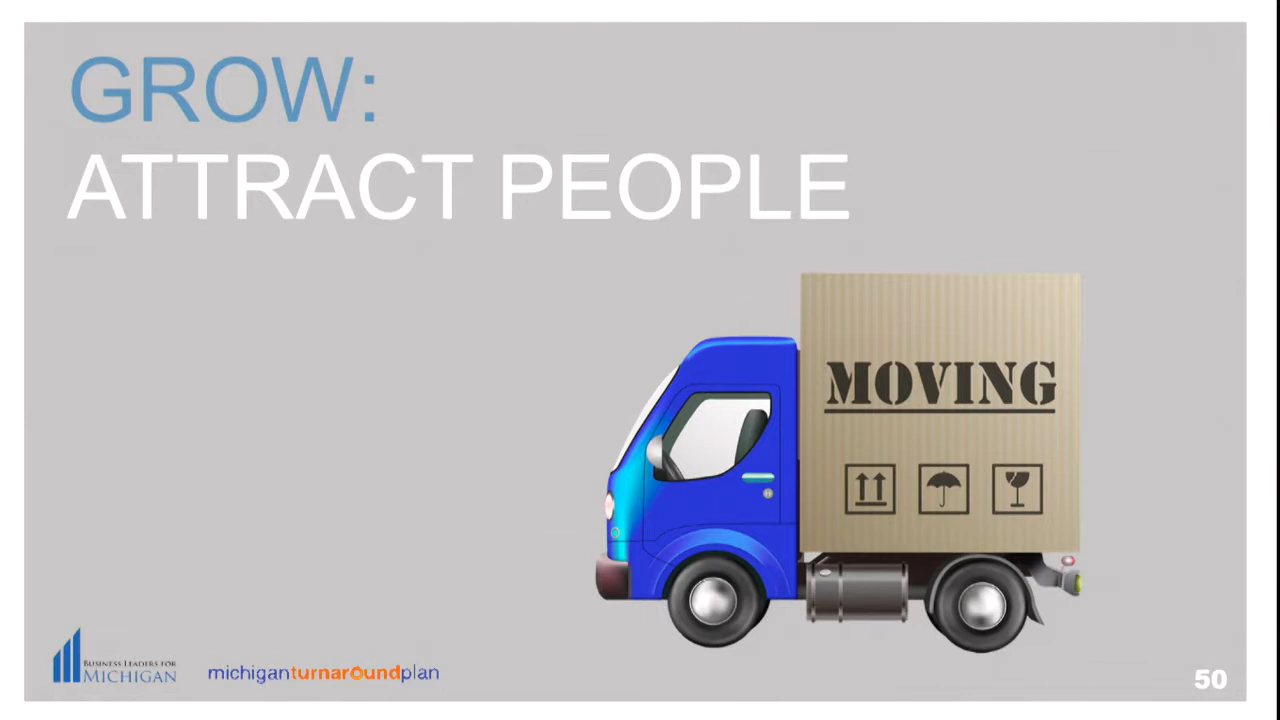 GROW:
ATTRACT PEOPLE
MOVING
BUSINESS LEADERS FOR
MICHIGAN
michiganturnaroundplan
50